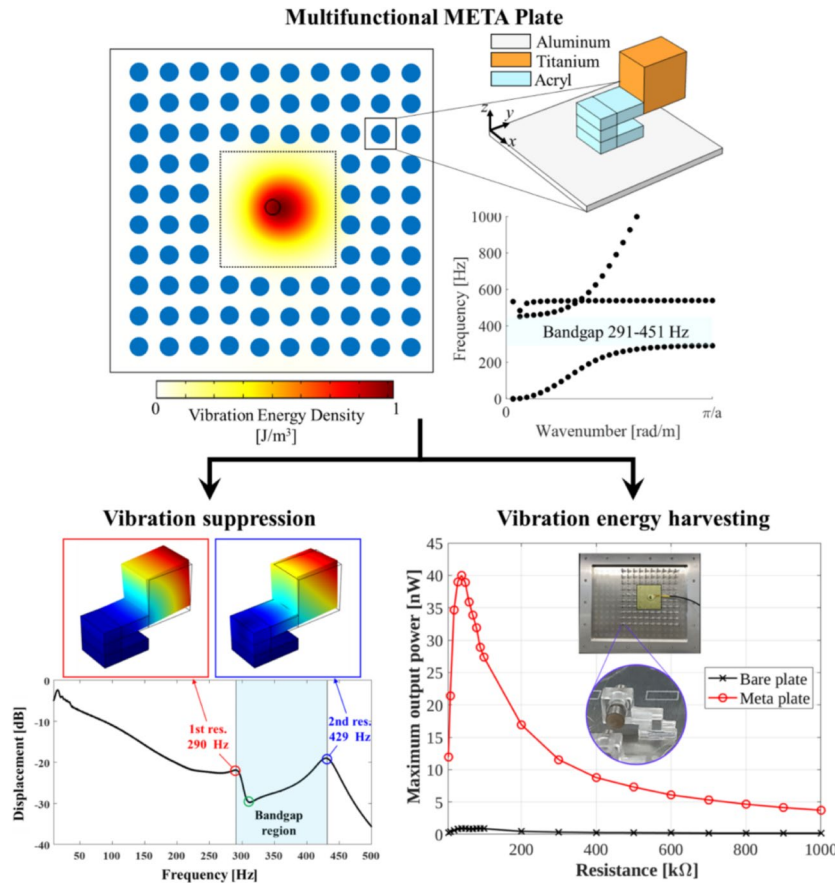 Multifunctional META Plate
Aluminum
Titanium
Acryl
z
y
x
0
1
Vibration Energy Density
[J/m³]
1000
800
600
400
200
0
Frequency [Hz]
Bandgap 291-451 Hz
0
π/a
Wavenumber [rad/m]
Vibration suppression
0
-10
-20
-30
-40
Displacement [dB]
1st res.
290 Hz
2nd res.
429 Hz
Bandgap
region
50 100 150 200 250 300 350 400 450 500
Frequency [Hz]
Vibration energy harvesting
45
40
35
30
25
20
15
10
5
0
Maximum output power [nW]
Bare plate
Meta plate
200 400 600 800 1000
Resistance [kΩ]